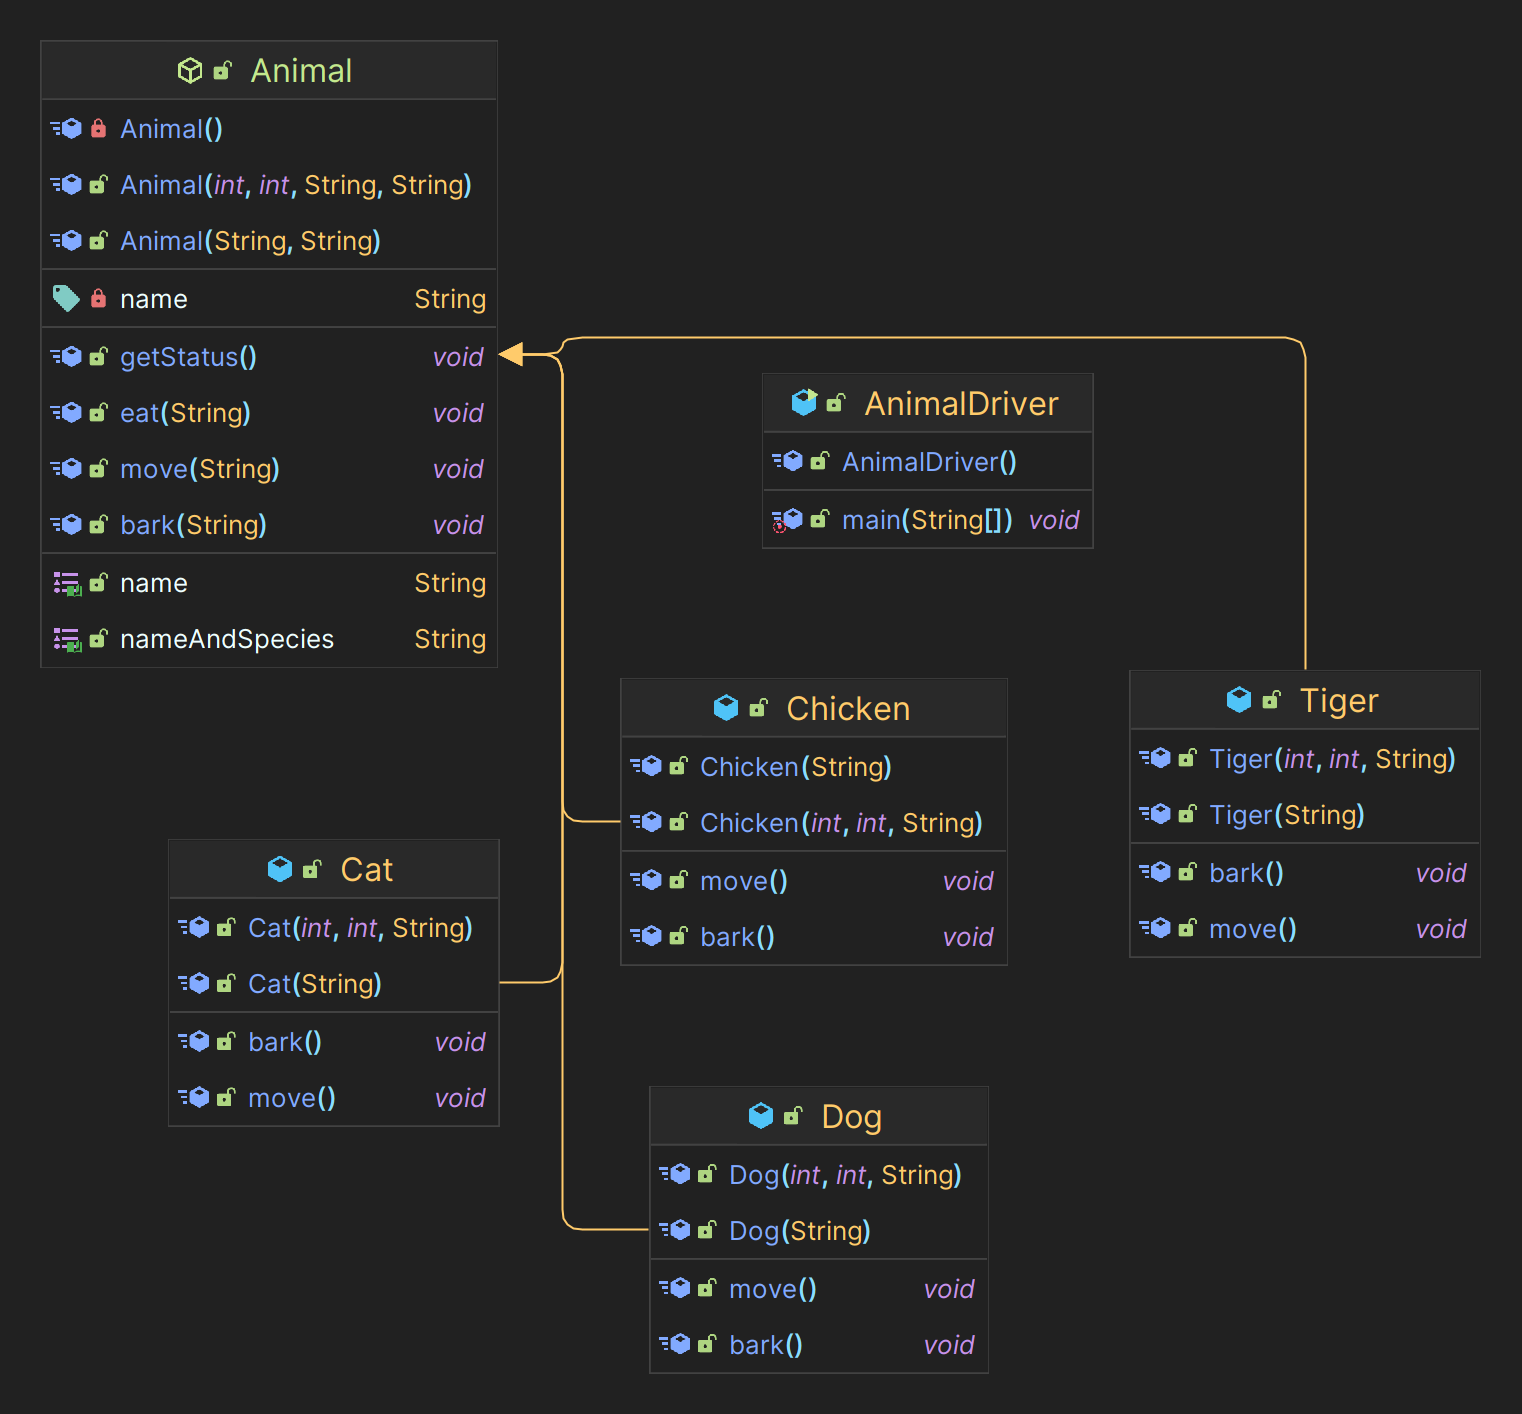 Animal
Animal()
Animal(int, int, String, String)
Animal(String, String)
name String
getStatus() void
eat(String) void
move(String) void
bark(String) void
name String
nameAndSpecies String
AnimalDriver
AnimalDriver()
main(String[]) void
Chicken
Chicken(String)
Chicken(int, int, String)
move() void
bark() void
Tiger
Tiger(int, int, String)
Tiger(String)
bark() void
move() void
Cat
Cat(int, int, String)
Cat(String)
bark() void
move() void
Dog
Dog(int, int, String)
Dog(String)
move() void
bark() void